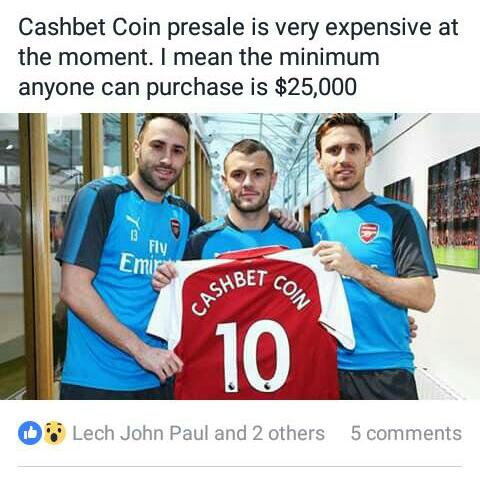 Cashbet Coin presale is very expensive at
the moment. I mean the minimum
anyone can purchase is $25,000
13
Fly
Emir
CASHBET COIN
10
Lech John Paul and 2 others 5 comments